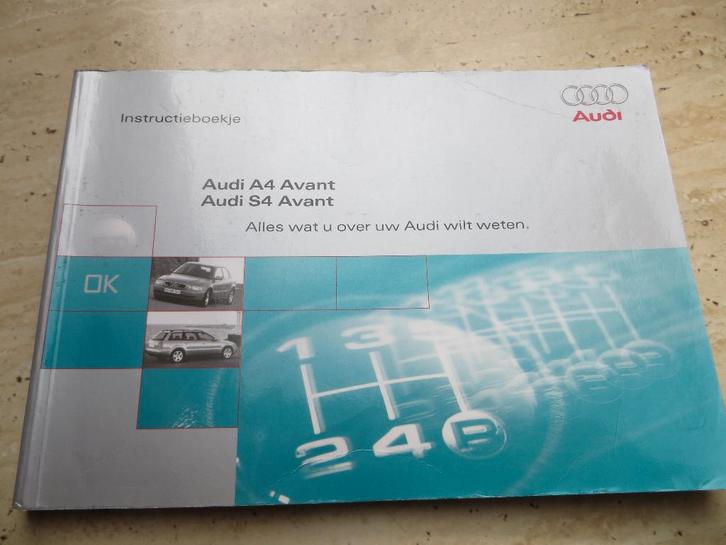 Instructieboekje
Audi
Audi A4 Avant
Audi S4 Avant
Alles wat u over uw Audi wilt weten.
OK
1 3
2 4 R